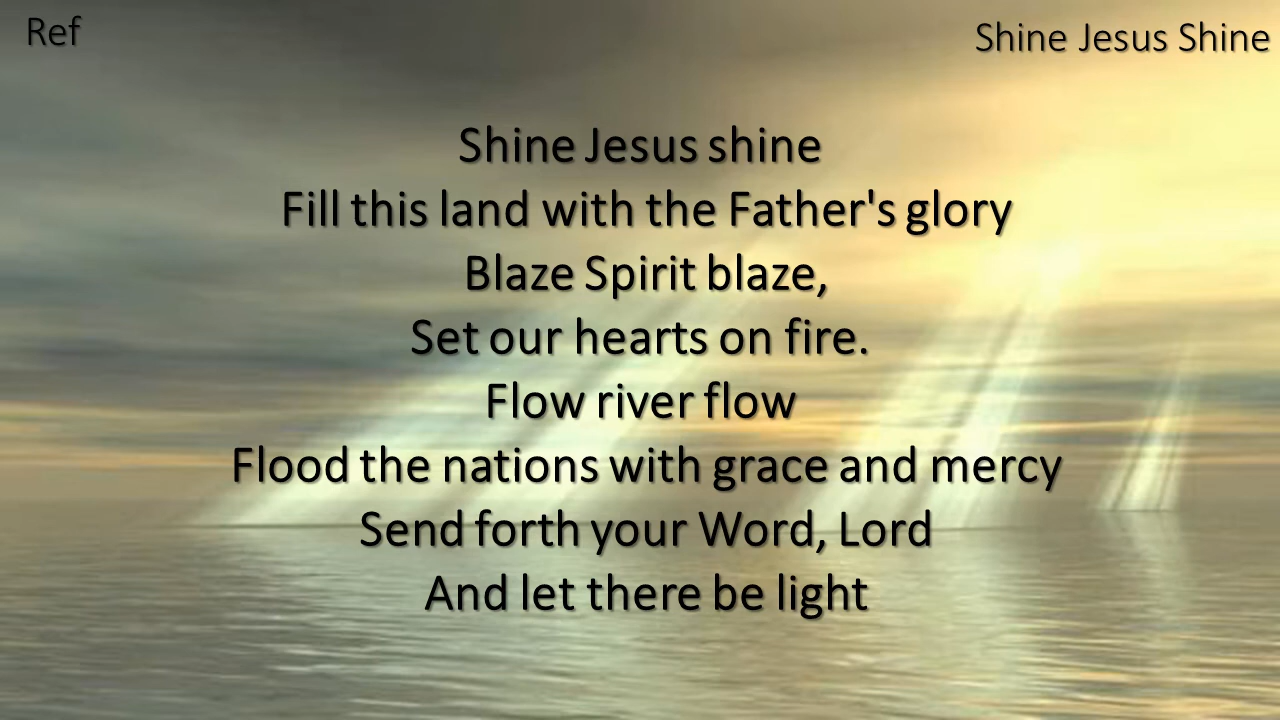 Ref
Shine Jesus Shine
Shine Jesus shine
Fill this land with the Father's glory
Blaze Spirit blaze,
Set our hearts on fire.
Flow river flow
Flood the nations with grace and mercy
Send forth your Word, Lord
And let there be light